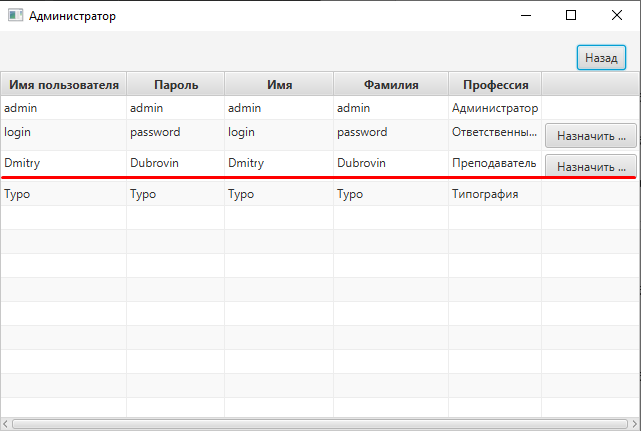 Администратор
Назад
Имя пользователя Пароль Имя Фамилия Профессия
admin admin admin admin Администратор
login password login password Ответственны... Назначить ...
Dmitry Dubrovin Dmitry Dubrovin Преподаватель Назначить ...
Typo Typo Typo Typo Типография